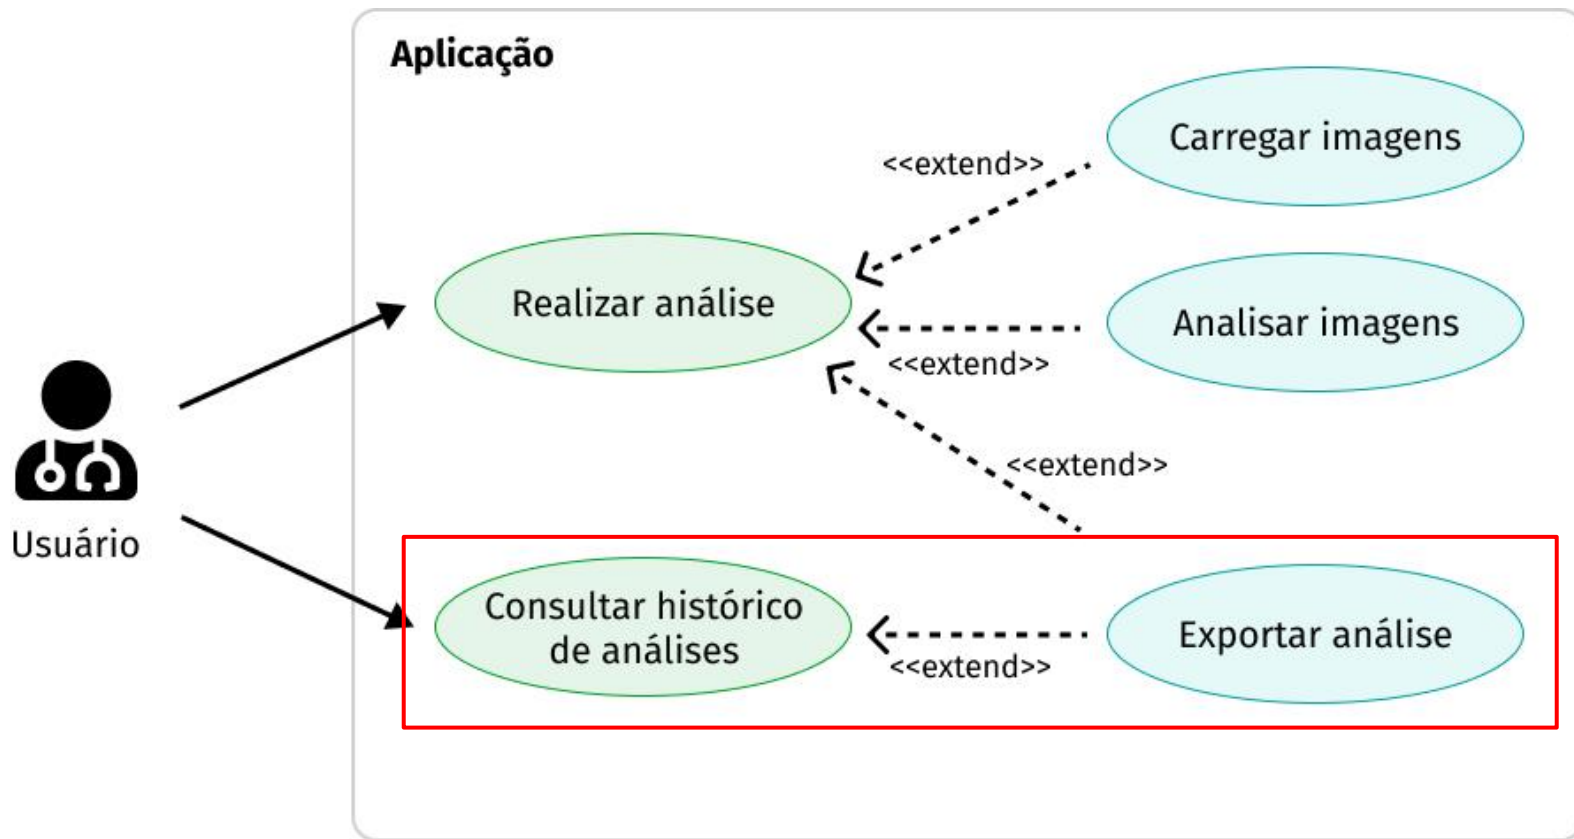 Aplicação
Carregar imagens
<<extend>>
Realizar análise
Analisar imagens
<<extend>>
<<extend>>
Usuário
Consultar histórico
de análises
Exportar análise
<<extend>>